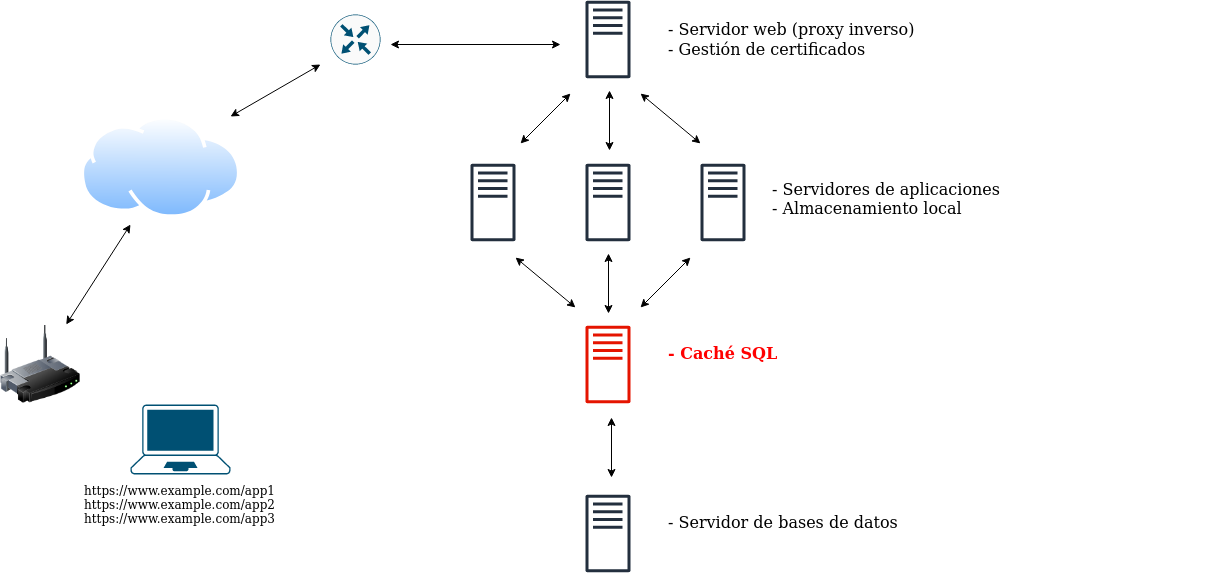 - Servidor web (proxy inverso)
- Gestión de certificados
- Servidores de aplicaciones
- Almacenamiento local
- Caché SQL
https://www.example.com/app1
https://www.example.com/app2
https://www.example.com/app3
- Servidor de bases de datos